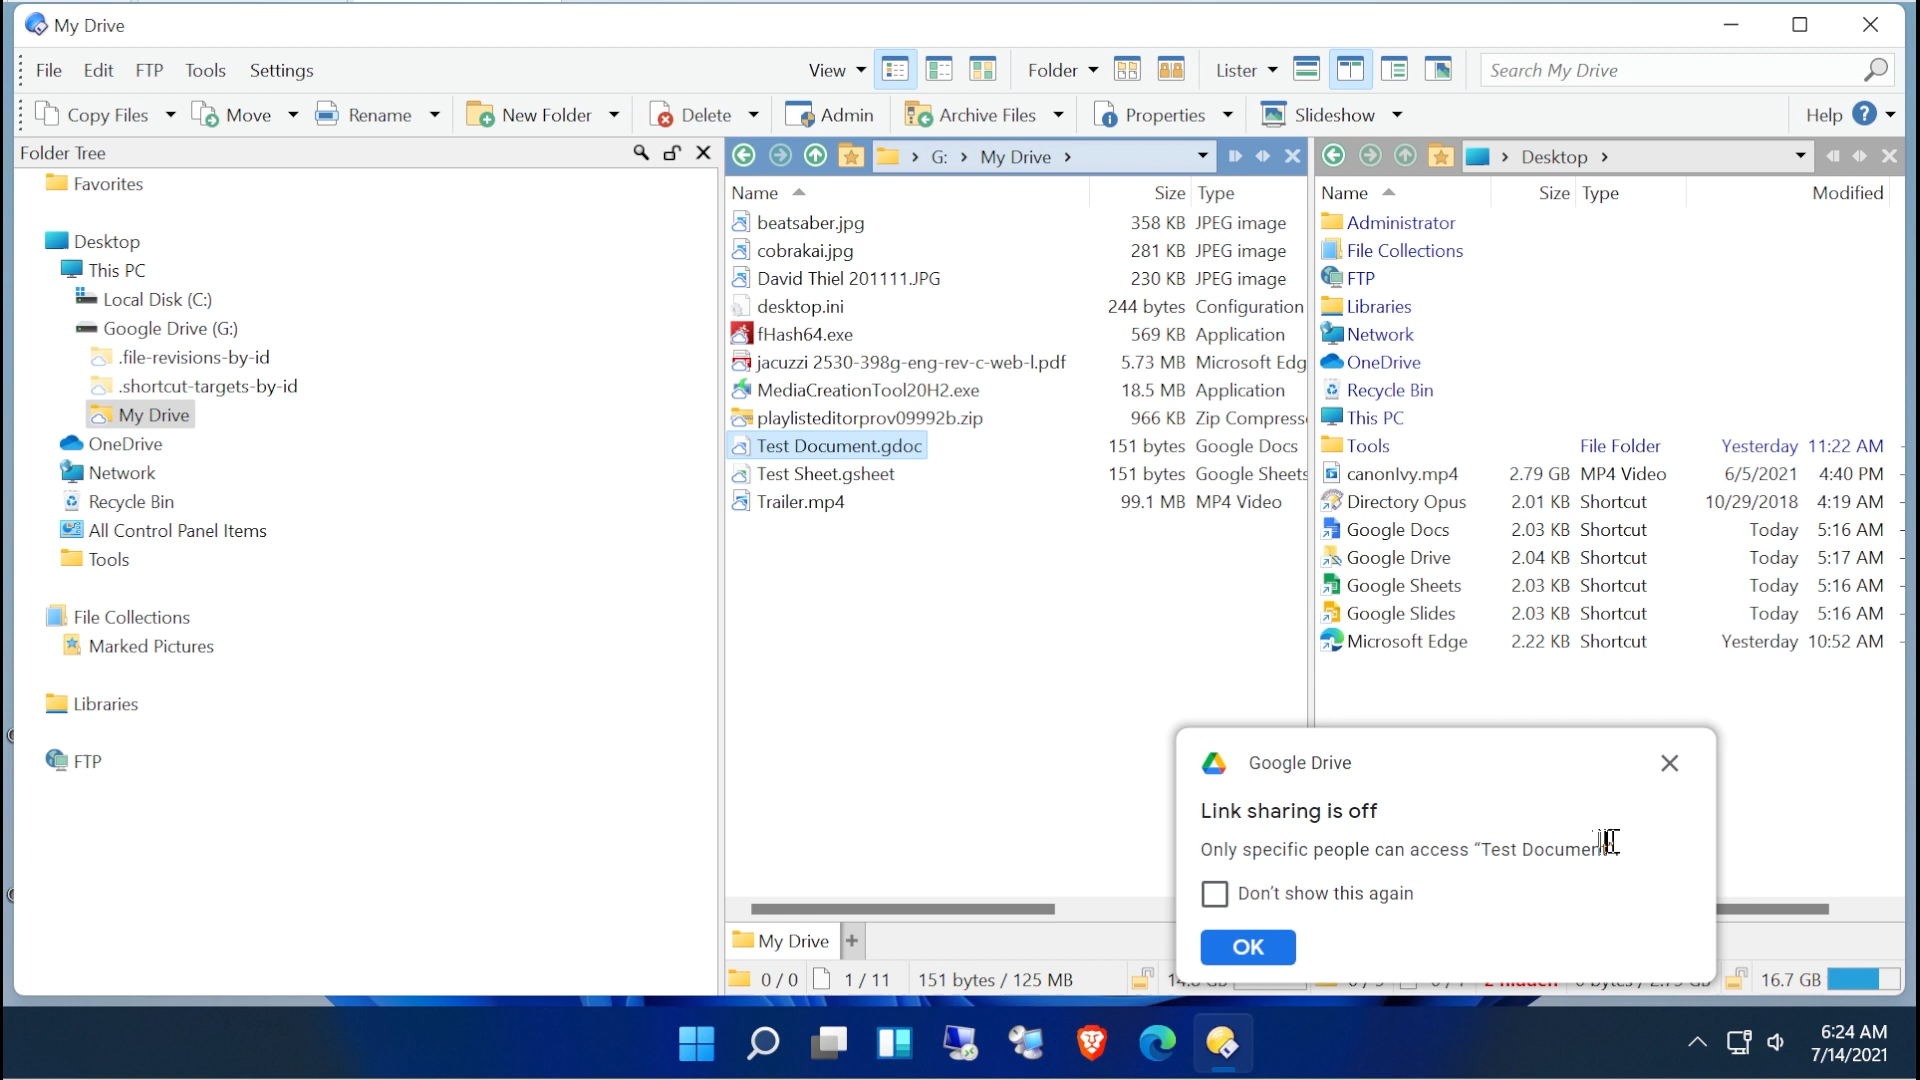 My Drive
File Edit FTP Tools Settings
View Folder Lister Search My Drive
Copy Files Move Rename New Folder Delete Admin Archive Files Properties Slideshow Help
Folder Tree
Favorites
Desktop
This PC
Local Disk (C:)
Google Drive (G:)
.file-revisions-by-id
.shortcut-targets-by-id
My Drive
OneDrive
Network
Recycle Bin
All Control Panel Items
Tools
File Collections
Marked Pictures
Libraries
FTP
G: My Drive
Name Size Type
beatsaber.jpg 358 KB JPEG image
cobrakai.jpg 281 KB JPEG image
David Thiel 201111.JPG 230 KB JPEG image
desktop.ini 244 bytes Configuration
fHash64.exe 569 KB Application
jacuzzi 2530-398g-eng-rev-c-web-l.pdf 5.73 MB Microsoft Edg
MediaCreationTool20H2.exe 18.5 MB Application
playlisteditorprov09992b.zip 966 KB Zip Compress
Test Document.gdoc 151 bytes Google Docs
Test Sheet.gsheet 151 bytes Google Sheets
Trailer.mp4 99.1 MB MP4 Video
My Drive
0 / 0 1 / 11 151 bytes / 125 MB
Desktop
Name Size Type Modified
Administrator
File Collections
FTP
Libraries
Network
OneDrive
Recycle Bin
This PC
Tools File Folder Yesterday 11:22 AM
canonIvy.mp4 2.79 GB MP4 Video 6/5/2021 4:40 PM
Directory Opus 2.01 KB Shortcut 10/29/2018 4:19 AM
Google Docs 2.03 KB Shortcut Today 5:16 AM
Google Drive 2.04 KB Shortcut Today 5:17 AM
Google Sheets 2.03 KB Shortcut Today 5:16 AM
Google Slides 2.03 KB Shortcut Today 5:16 AM
Microsoft Edge 2.22 KB Shortcut Yesterday 10:52 AM
Google Drive
Link sharing is off
Only specific people can access “Test Document
Don’t show this again
OK
16.7 GB
6:24 AM
7/14/2021